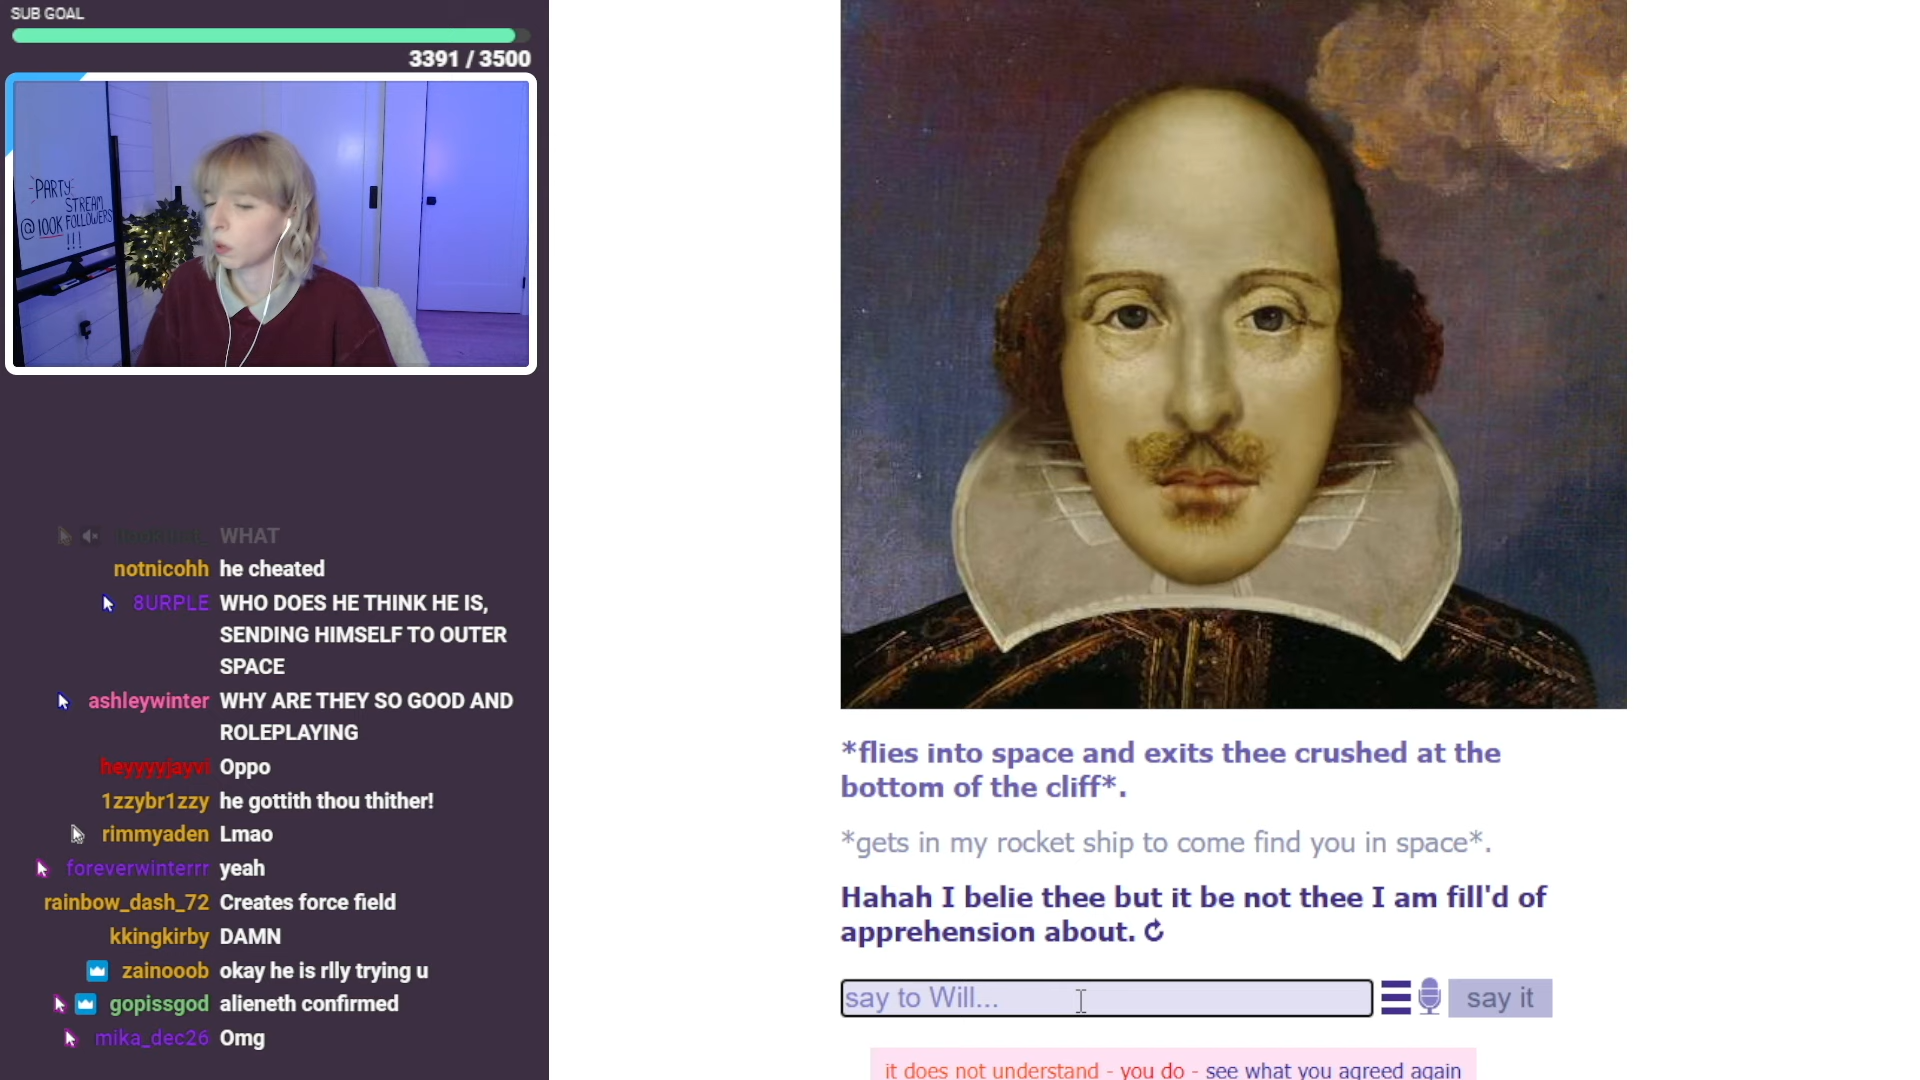 SUB GOAL
3391 / 3500
PARTY
STREAM
@100K FOLLOWERS
!!!
WHAT
notnicohh he cheated
8URPLE WHO DOES HE THINK HE IS,
SENDING HIMSELF TO OUTER
SPACE
ashleywinter WHY ARE THEY SO GOOD AND
ROLEPLAYING
heyyyyjayvi Oppo
1zzybr1zzy he gottith thou thither!
rimmyaden Lmao
foreverwinterrr yeah
rainbow_dash_72 Creates force field
kkingkirby DAMN
zainooob okay he is rlly trying u
gopissgod alieneth confirmed
mika_dec26 Omg
*flies into space and exits thee crushed at the
bottom of the cliff*.
*gets in my rocket ship to come find you in space*.
Hahah I belie thee but it be not thee I am fill'd of
apprehension about.
say to Will...
say it
it does not understand - you do - see what you agreed again